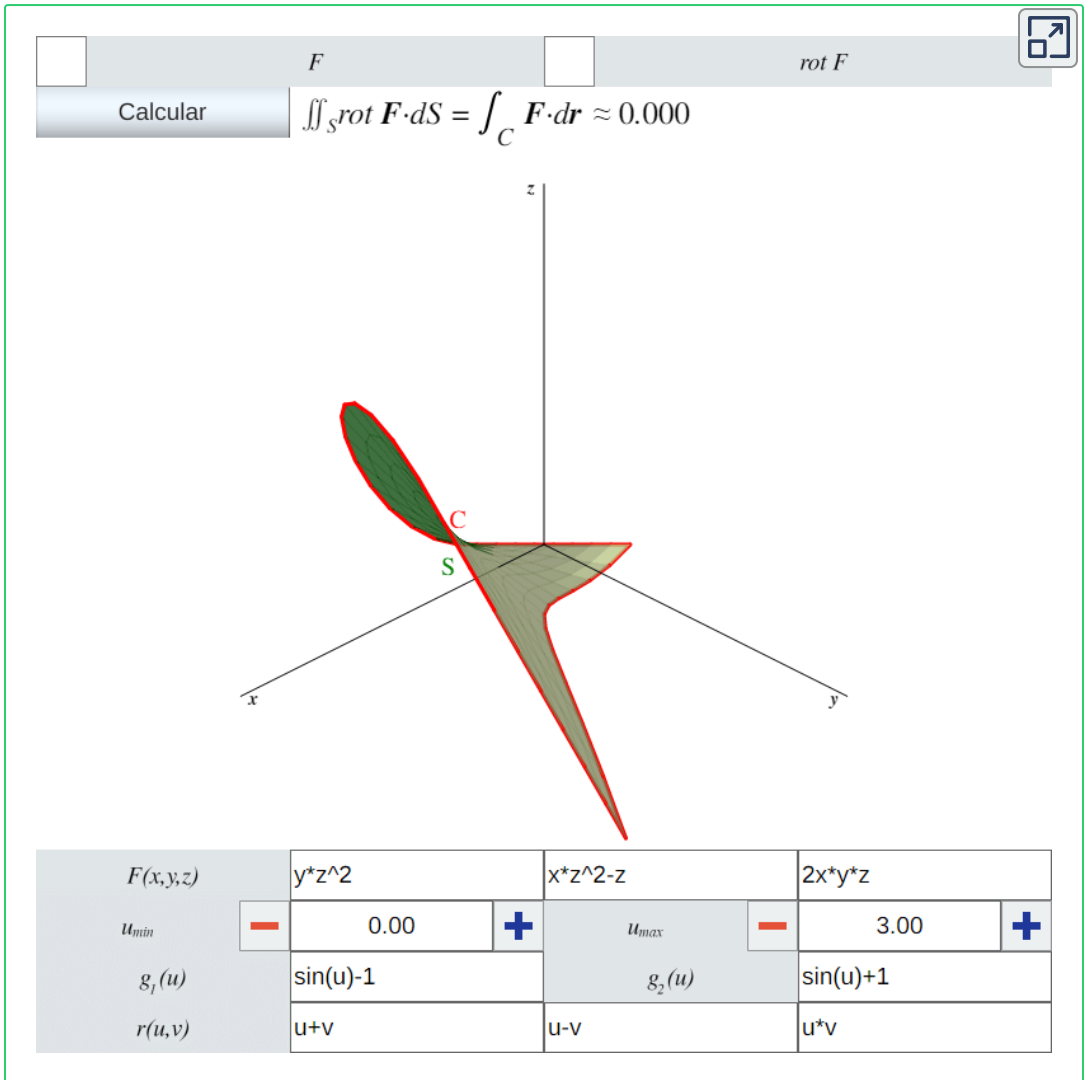 F rot F
Calcular ∬S rot F·dS = ∫C F·dr ≈ 0.000
z
C
S
x y
F(x,y,z) y*z^2 x*z^2-z 2x*y*z
umin 0.00 umax 3.00
g1(u) sin(u)-1 g2(u) sin(u)+1
r(u,v) u+v u-v u*v